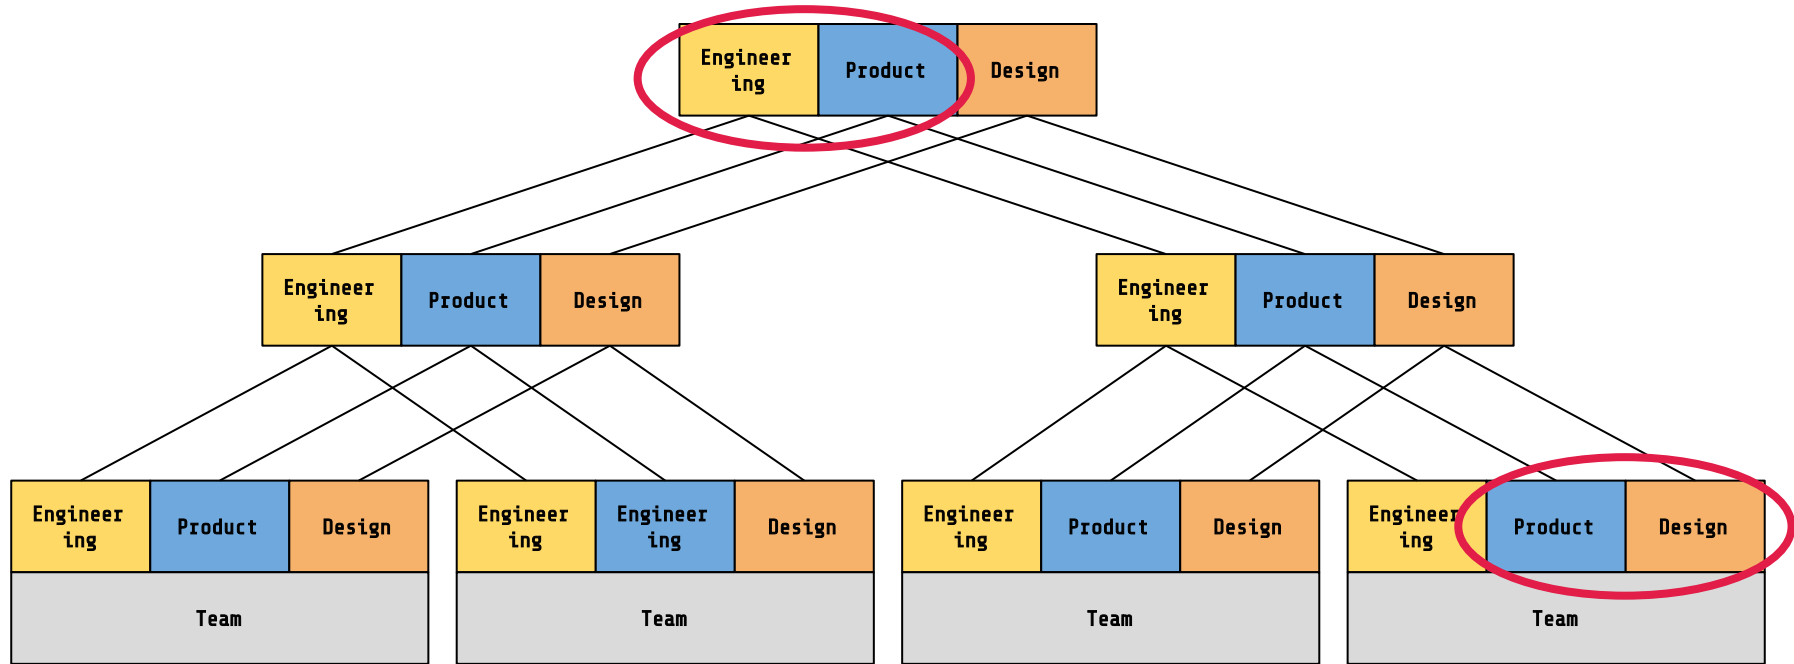 Engineer
ing
Product
Design
Engineer
ing
Product
Design
Engineer
ing
Product
Design
Engineer
ing
Product
Design
Engineer
ing
Engineer
ing
Design
Engineer
ing
Product
Design
Engineer
ing
Product
Design
Team
Team
Team
Team